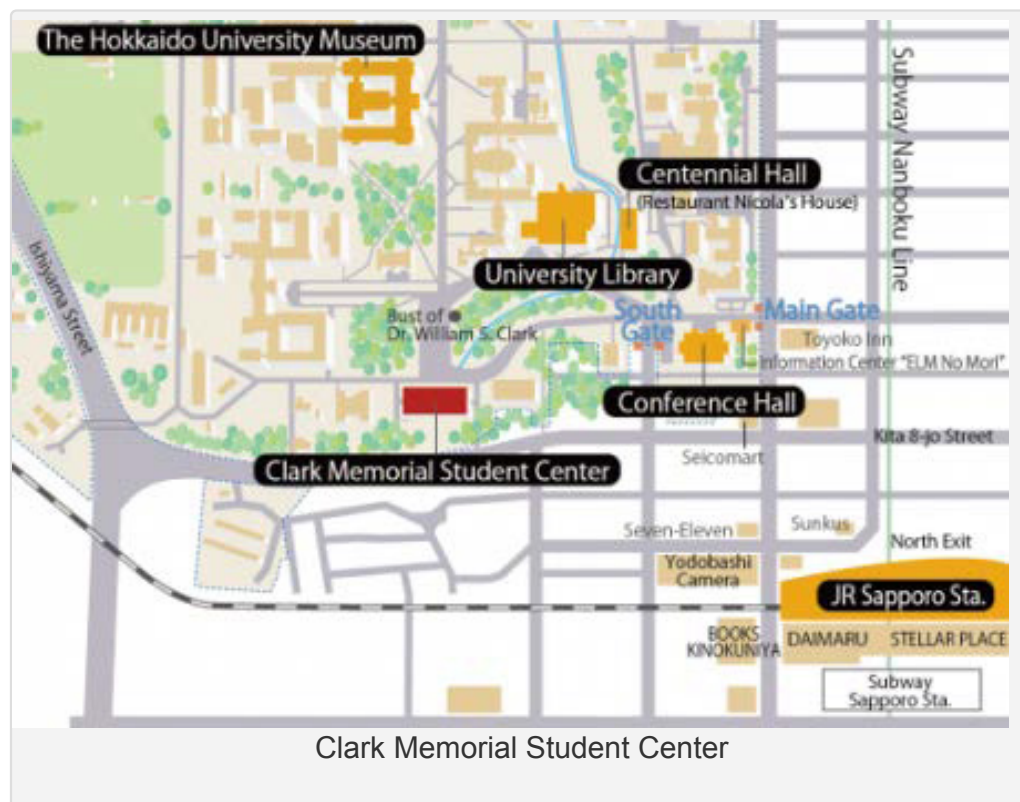 The Hokkaido University Museum
Subway Nanboku Line
Centennial Hall
(Restaurant Nicola's House)
Ishiyama Street
University Library
Bust of
Dr. William S. Clark
South
Gate
Main Gate
Toyoko Inn
Information Center "ELM No Mori"
Conference Hall
Kita 8-jo Street
Seicomart
Clark Memorial Student Center
Seven-Eleven
Sunkus
North Exit
Yodobashi
Camera
JR Sapporo Sta.
BOOKS
KINOKUNIYA
DAIMARU
STELLAR PLACE
Subway
Sapporo Sta.
Clark Memorial Student Center